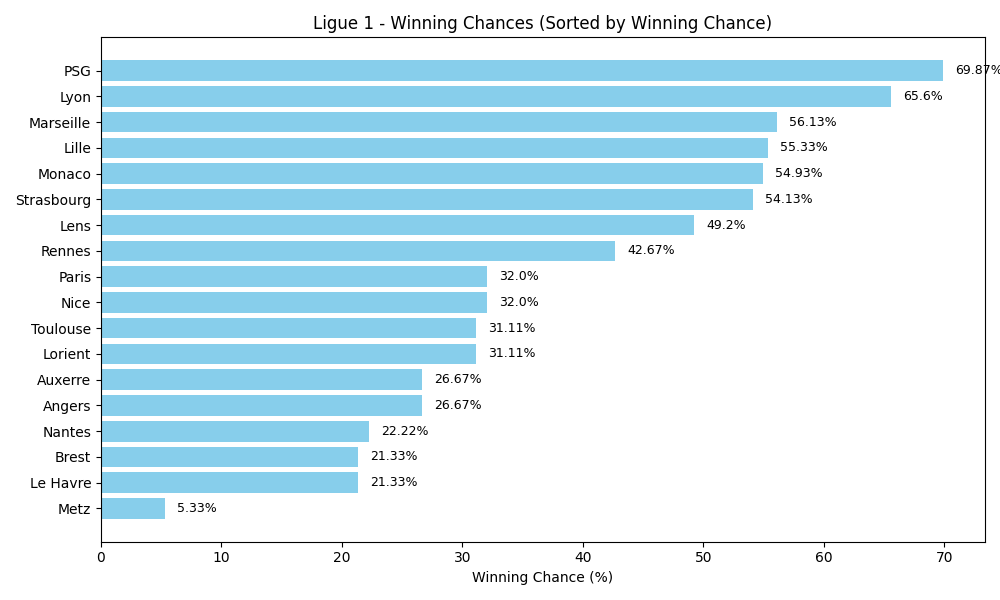 Ligue 1 - Winning Chances (Sorted by Winning Chance)
PSG 69.87%
Lyon 65.6%
Marseille 56.13%
Lille 55.33%
Monaco 54.93%
Strasbourg 54.13%
Lens 49.2%
Rennes 42.67%
Paris 32.0%
Nice 32.0%
Toulouse 31.11%
Lorient 31.11%
Auxerre 26.67%
Angers 26.67%
Nantes 22.22%
Brest 21.33%
Le Havre 21.33%
Metz 5.33%
0 10 20 30 40 50 60 70
Winning Chance (%)